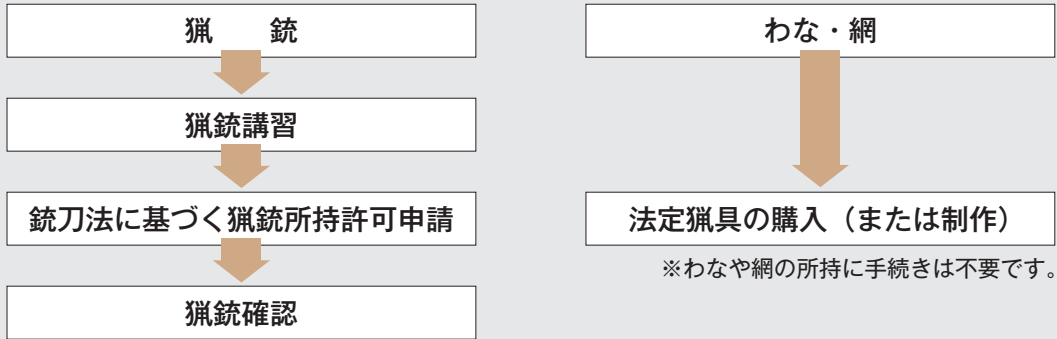 猟　　銃
猟銃講習
銃刀法に基づく猟銃所持許可申請
猟銃確認
わな・網
法定猟具の購入（または制作）
※わなや網の所持に手続きは不要です。